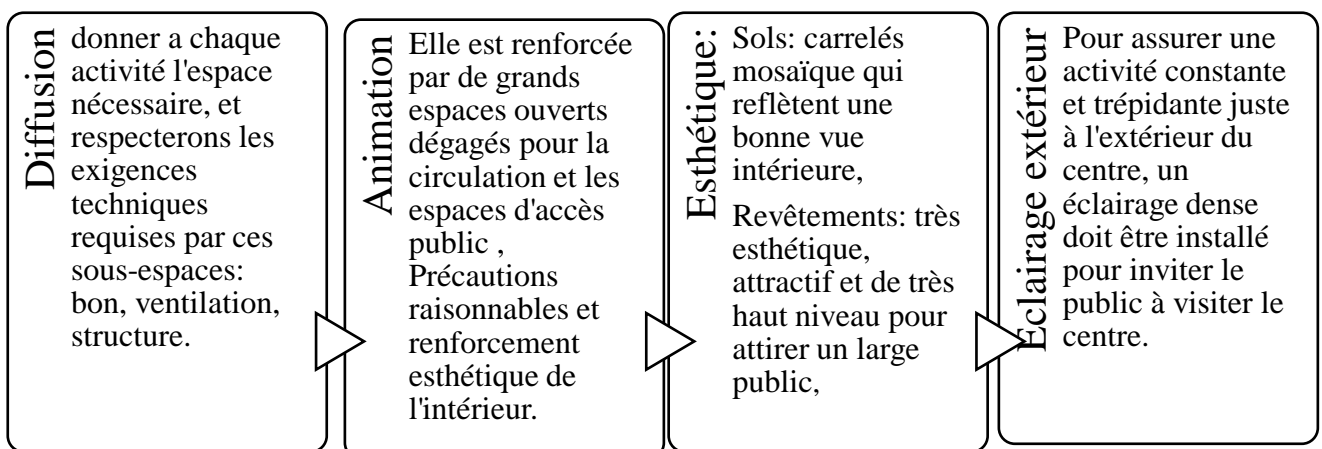 Diffusion
donner a chaque
activité l'espace
nécessaire, et
respecterons les
exigences
techniques
requises par ces
sous-espaces:
bon, ventilation,
structure.
Animation
Elle est renforcée
par de grands
espaces ouverts
dégagés pour la
circulation et les
espaces d'accès
public ,
Précautions
raisonnables et
renforcement
esthétique de
l'intérieur.
Esthétique:
Sols: carrelés
mosaïque qui
reflètent une
bonne vue
intérieure,
Revêtements: très
esthétique,
attractif et de très
haut niveau pour
attirer un large
public,
Eclairage extérieur
Pour assurer une
activité constante
et trépidante juste
à l'extérieur du
centre, un
éclairage dense
doit être installé
pour inviter le
public à visiter le
centre.